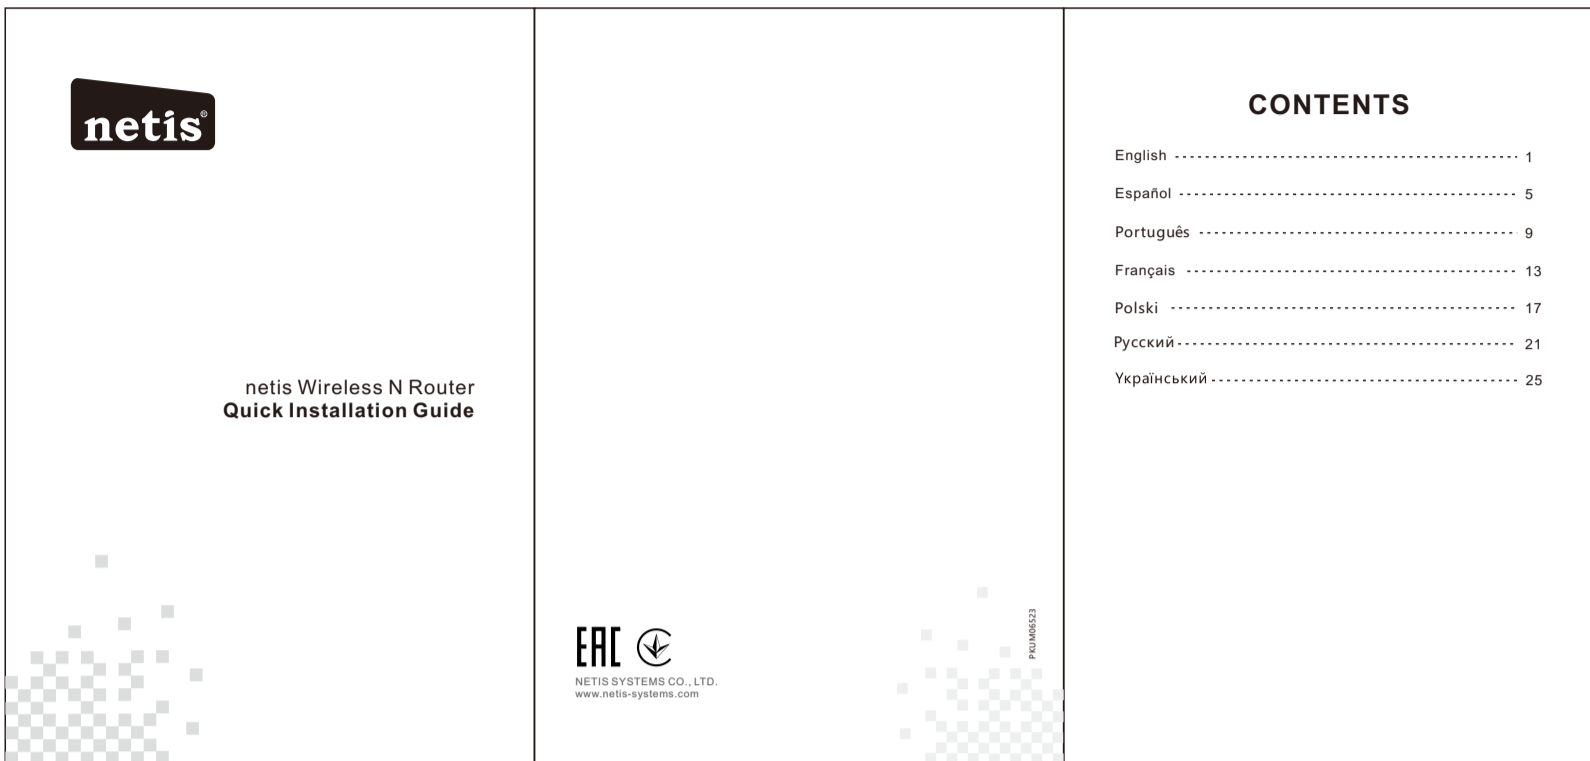 netis®
netis Wireless N Router
Quick Installation Guide
EAC
NETIS SYSTEMS CO., LTD.
www.netis-systems.com
PKUM06523
CONTENTS
English 1
Español 5
Português 9
Français 13
Polski 17
Русский 21
Український 25